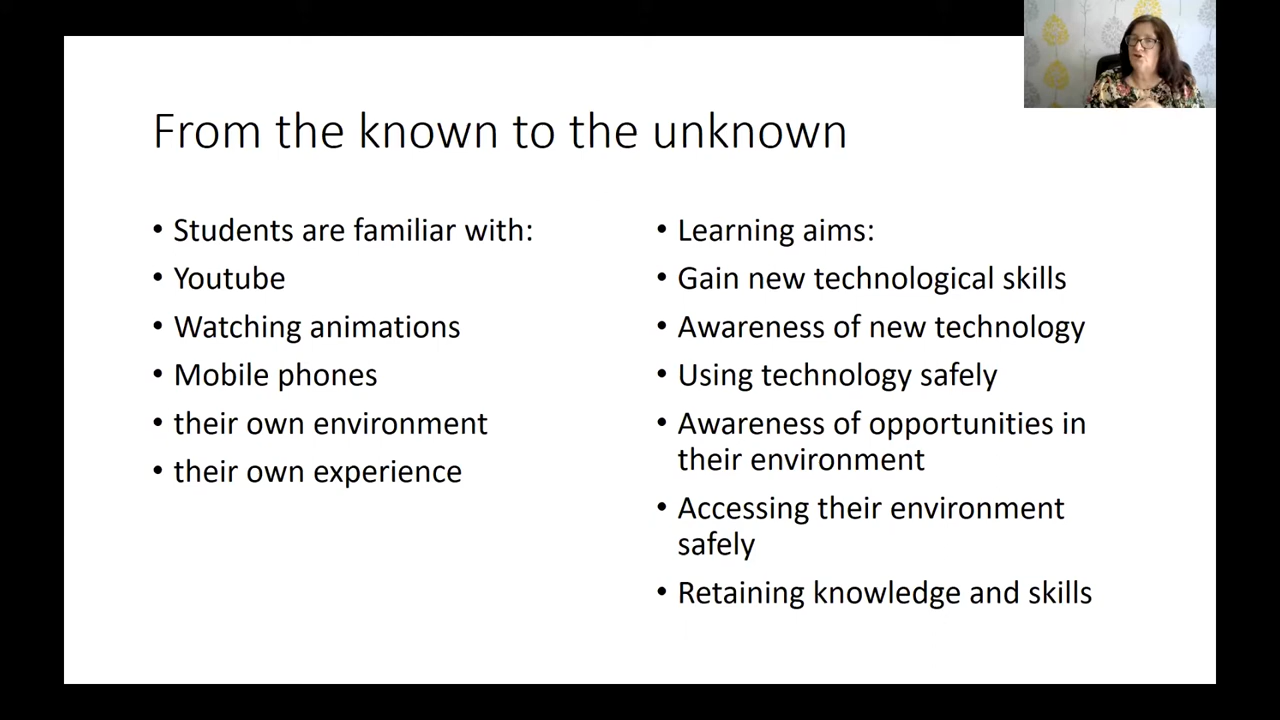 From the known to the unknown
• Students are familiar with:
• Youtube
• Watching animations
• Mobile phones
• their own environment
• their own experience
• Learning aims:
• Gain new technological skills
• Awareness of new technology
• Using technology safely
• Awareness of opportunities in
their environment
• Accessing their environment
safely
• Retaining knowledge and skills